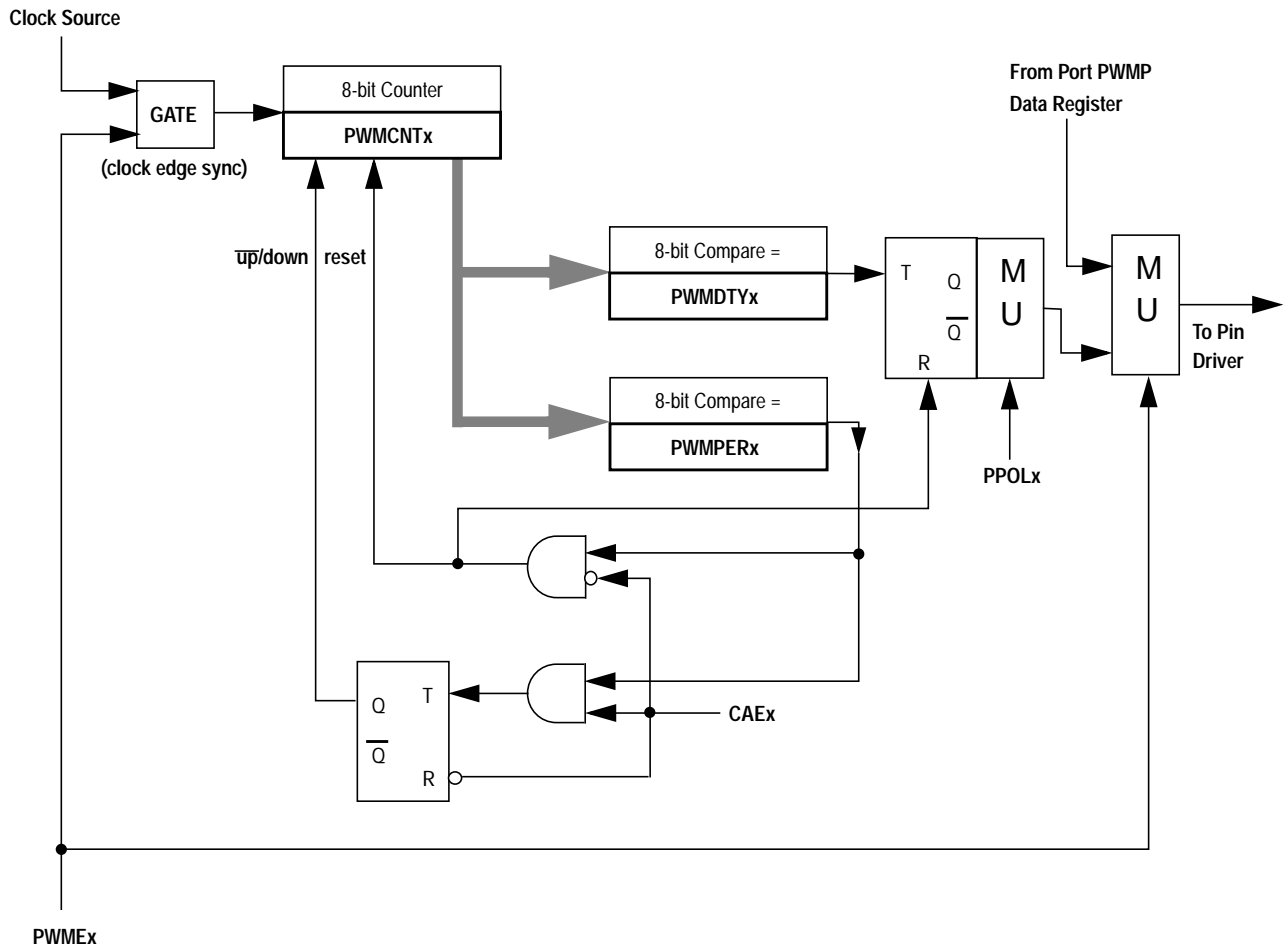 Clock Source
8-bit Counter
PWMCNTx
GATE
(clock edge sync)
From Port PWMP
Data Register
up/down
reset
8-bit Compare =
PWMDTYx
T
Q
Q
R
M
U
M
U
To Pin
Driver
8-bit Compare =
PWMPERx
PPOLx
Q
T
Q
R
CAEx
PWMEx